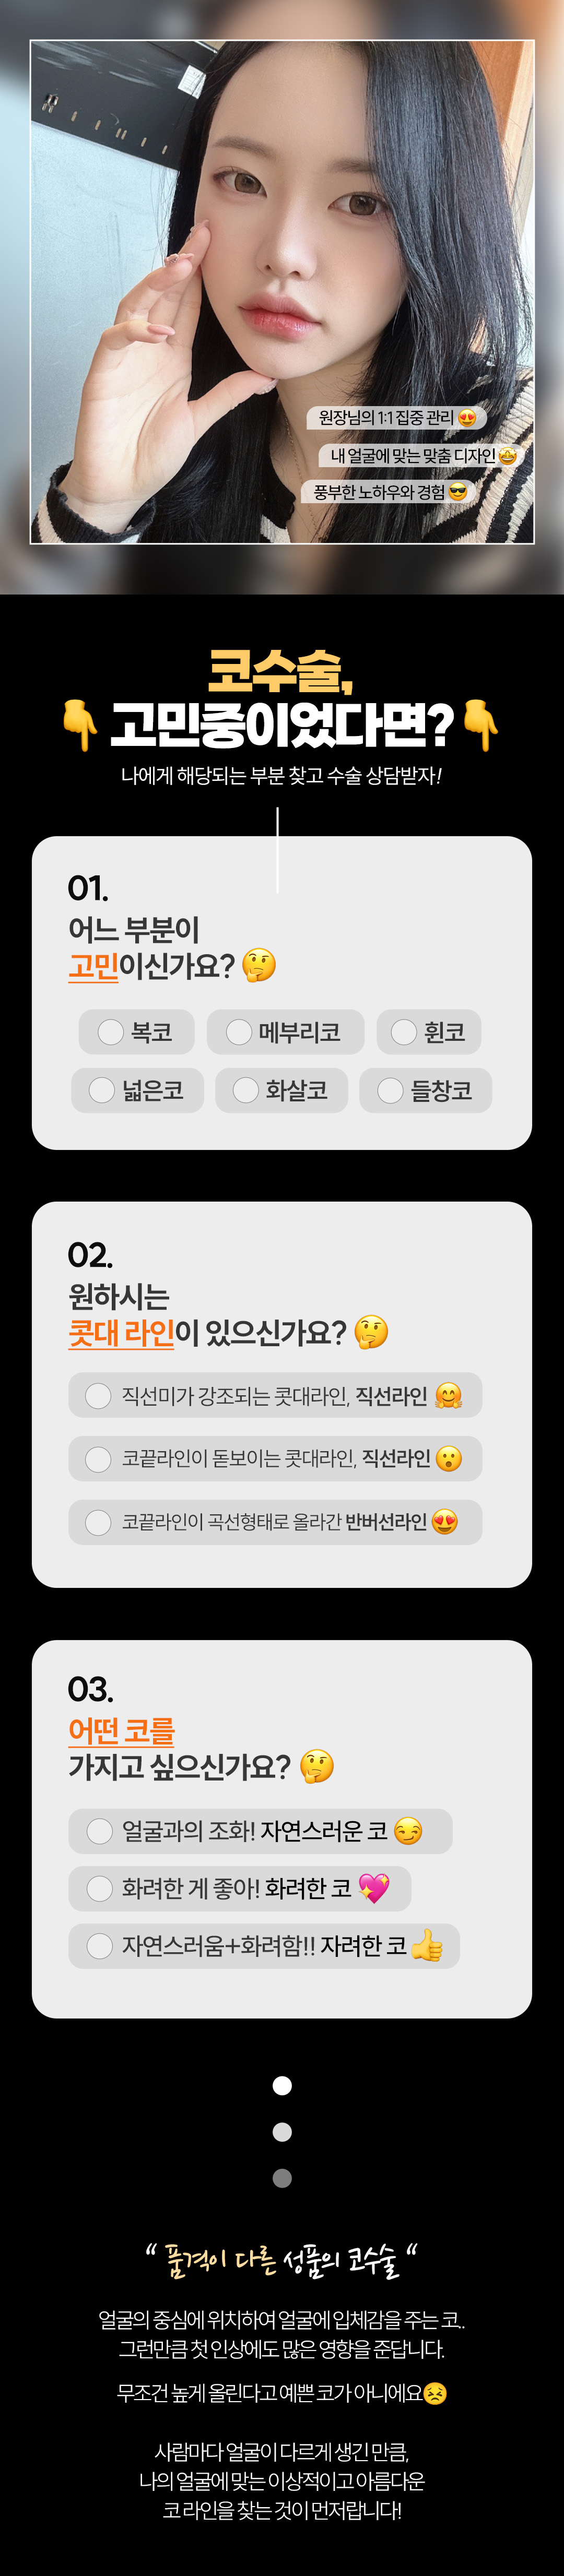 원장님의 1:1 집중 관리 😍
내 얼굴에 맞는 맞춤 디자인 🤩
풍부한 노하우와 경험 😎
코수술,
👇 고민중이었다면? 👇
나에게 해당되는 부분 찾고 수술 상담받자!
01.
어느 부분이
고민이신가요? 🤔
복코 메부리코 휜코
넓은코 화살코 들창코
02.
원하시는
콧대 라인이 있으신가요? 🤔
직선미가 강조되는 콧대라인, 직선라인 🤗
코끝라인이 돋보이는 콧대라인, 직선라인 😮
코끝라인이 곡선형태로 올라간 반버선라인 😍
03.
어떤 코를
가지고 싶으신가요? 🤔
얼굴과의 조화! 자연스러운 코 😏
화려한 게 좋아! 화려한 코 💖
자연스러움+화려함!! 자려한 코 👍
“ 품격이 다른 성품의 코수술 “
얼굴의 중심에 위치하여 얼굴에 입체감을 주는 코..
그런만큼 첫 인상에도 많은 영향을 준답니다.
무조건 높게 올린다고 예쁜 코가 아니에요😣
사람마다 얼굴이 다르게 생긴 만큼,
나의 얼굴에 맞는 이상적이고 아름다운
코 라인을 찾는 것이 먼저랍니다!